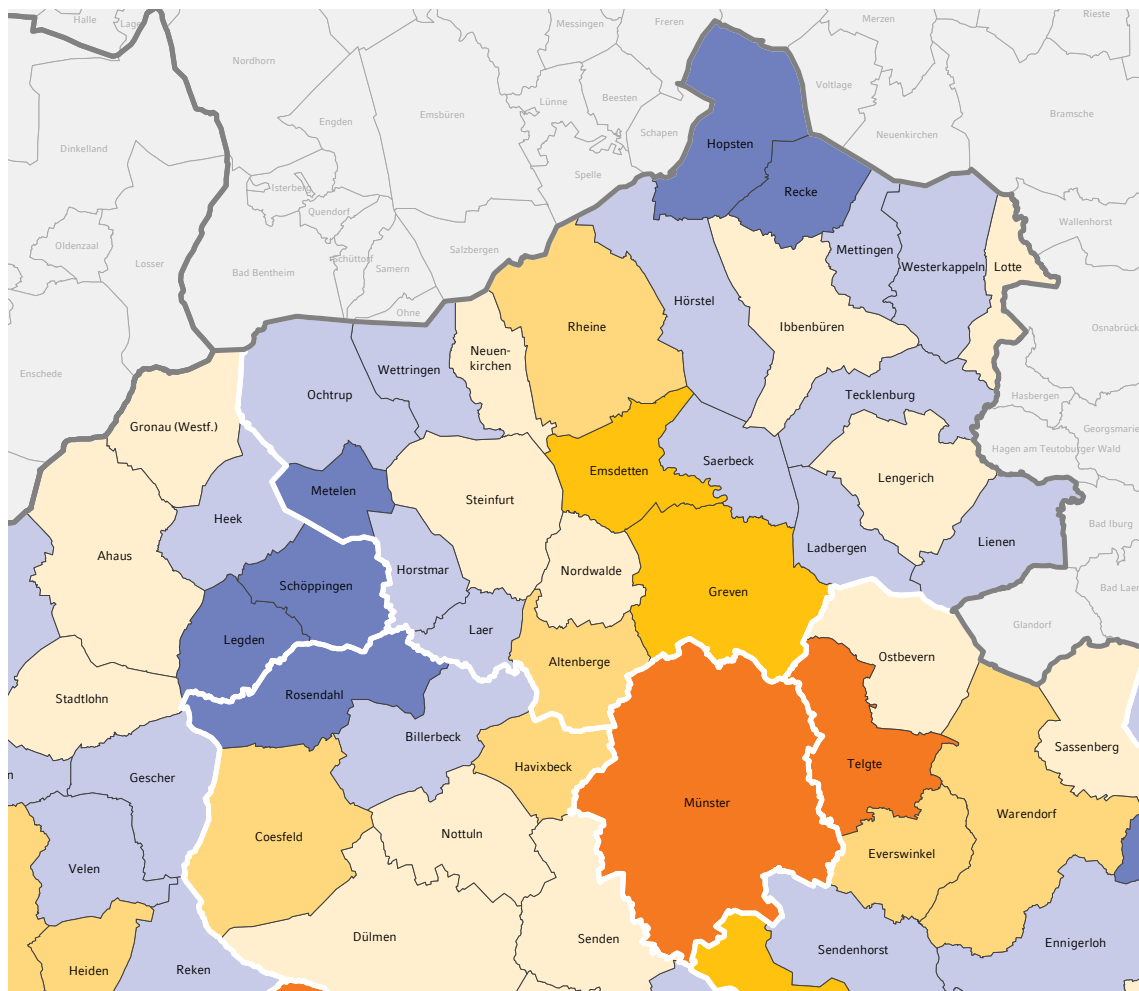 Halle
Lage
Messingen
Freren
Merzen
Rieste
Nordhorn
Voltlage
Lünne
Beesten
Emsbüren
Bramsche
Engden
Schapen
Neuenkirchen
Dinkelland
Hopsten
Spelle
Isterberg
Recke
Quendorf
Wallenhorst
Oldenzaal
Losser
Bad Bentheim
Schüttorf
Samern
Salzbergen
Mettingen
Westerkappeln
Lotte
Hörstel
Ohne
Rheine
Ibbenbüren
Osnabrück
Enschede
Neuen-
kirchen
Wettringen
Ochtrup
Tecklenburg
Hasbergen
Gronau (Westf.)
Georgsmarie
Hagen am Teutoburger Wald
Saerbeck
Emsdetten
Lengerich
Metelen
Steinfurt
Heek
Bad Iburg
Lienen
Ladbergen
Ahaus
Horstmar
Nordwalde
Schöppingen
Bad Laer
Greven
Glandorf
Laer
Legden
Ostbevern
Altenberge
Rosendahl
Stadtlohn
Billerbeck
Sassenberg
Havixbeck
Telgte
n
Gescher
Münster
Warendorf
Nottuln
Coesfeld
Everswinkel
Velen
Dülmen
Senden
Ennigerloh
Sendenhorst
Heiden
Reken